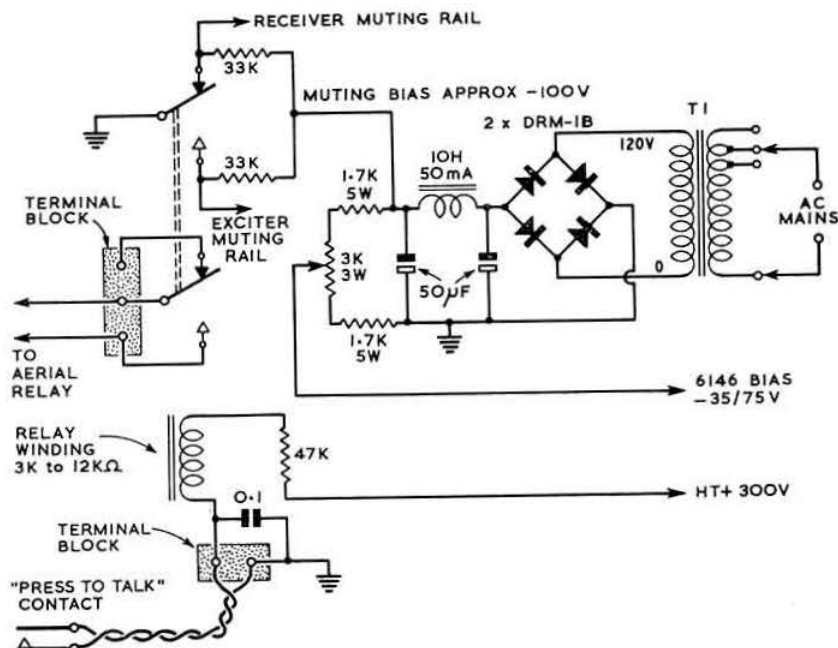 RECEIVER MUTING RAIL
33K
MUTING BIAS APPROX -100V
2 x DRM-1B
T1
120V
10H
50mA
33K
1·7K
5W
TERMINAL
BLOCK
AC
MAINS
EXCITER
MUTING
RAIL
3K
3W
50µF
0
1·7K
5W
TO
AERIAL
RELAY
6146 BIAS
-35/75V
RELAY
WINDING
3K to 12KΩ
47K
0·1
HT+ 300V
TERMINAL
BLOCK
"PRESS TO TALK"
CONTACT